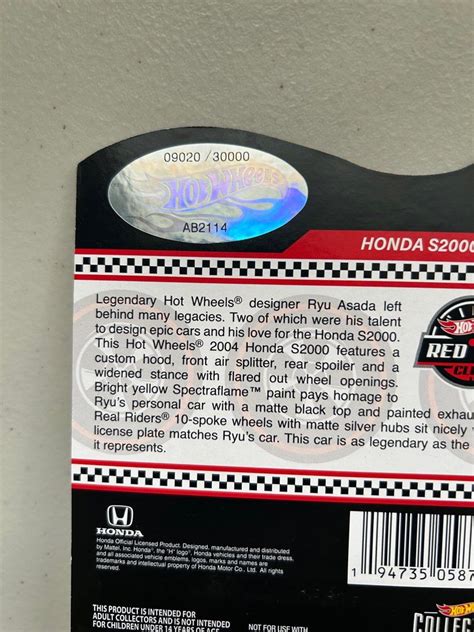 09020 /30000
HOT WHEELS
AB2114
HONDA S2000
Legendary Hot Wheels® designer Ryu Asada left
behind many legacies. Two of which were his talent
to design epic cars and his love for the Honda S2000.
This Hot Wheels® 2004 Honda S2000 features a
custom hood, front air splitter, rear spoiler and a
widened stance with flared out wheel openings.
Bright yellow Spectraflame™ paint pays homage to
Ryu's personal car with a matte black top and painted exhau
Real Riders® 10-spoke wheels with matte silver hubs sit nicely
license plate matches Ryu's car. This car is as legendary as the
it represents.
HOT
RED
CLU
HONDA
Honda Official Licensed Product. Designed, manufactured and distributed
by Mattel, Inc. Honda®, the "H" logo®, Honda vehicles and their trade dress,
and all associated vehicle emblems, logos, marks and names are
trademarks and intellectual property of Honda Motor Co., Ltd. All rights
reserved.
1 94735 0587
THIS PRODUCT IS INTENDED FOR
ADULT COLLECTORS AND IS NOT INTENDED
FOR CHILDREN UNDER 14 YEARS OF AU
NOT FOR USE WITH
COLLEC